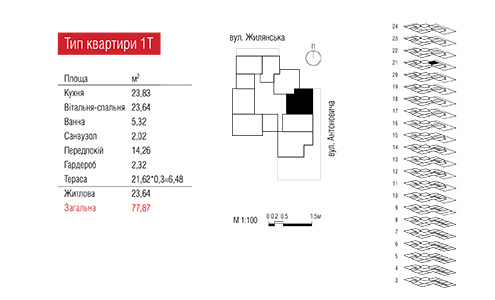 Тип квартири 1Т
Площа м²
Кухня 23,83
Вітальня-спальня 23,64
Ванна 5,32
Санвузол 2,02
Передпокій 14,26
Гардероб 2,32
Тераса 21,62*0,3=6,48
Житлова 23,64
Загальна 77,87
вул. Жилянська
П
вул. Антоновича
М 1:100
0 0.2 0.5 1.5м
24
23
22
21
20
19
18
17
16
15
14
13
12
11
10
9
8
7
6
5
4
3